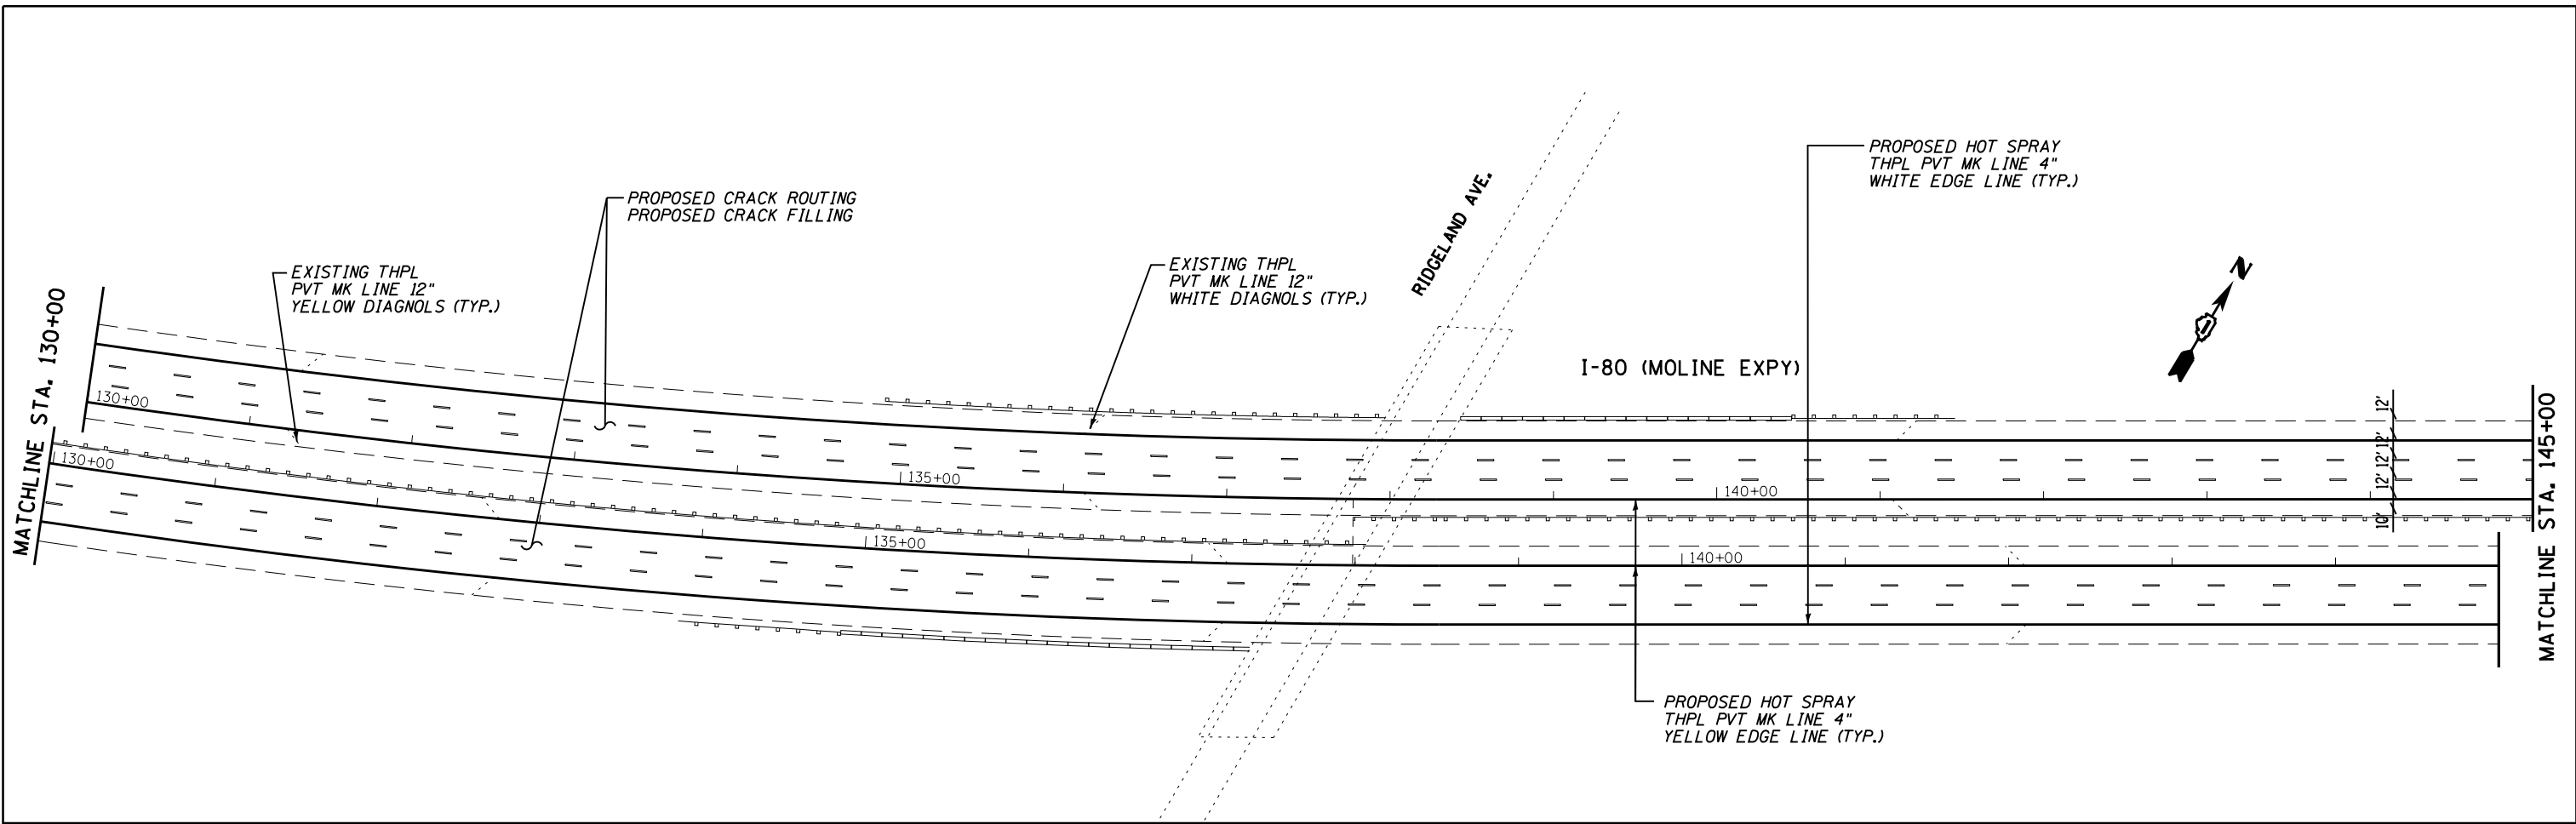 PROPOSED HOT SPRAY
THPL PVT MK LINE 4"
WHITE EDGE LINE (TYP.)
PROPOSED CRACK ROUTING
PROPOSED CRACK FILLING
RIDGELAND AVE.
EXISTING THPL
PVT MK LINE 12"
YELLOW DIAGNOLS (TYP.)
EXISTING THPL
PVT MK LINE 12"
WHITE DIAGNOLS (TYP.)
N
I-80 (MOLINE EXPY)
MATCHLINE STA. 130+00
130+00
130+00
135+00
135+00
140+00
140+00
12'
12'
12'
12'
10'
MATCHLINE STA. 145+00
PROPOSED HOT SPRAY
THPL PVT MK LINE 4"
YELLOW EDGE LINE (TYP.)